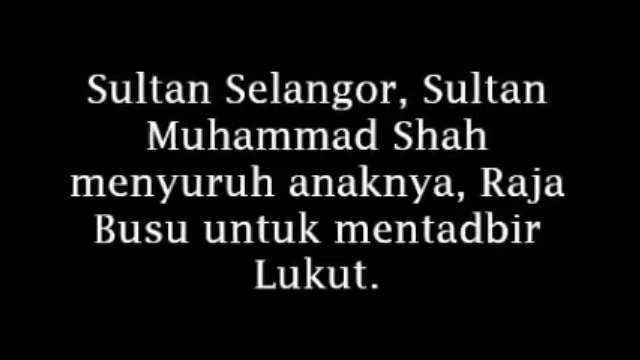 Sultan Selangor, Sultan
Muhammad Shah
menyuruh anaknya, Raja
Busu untuk mentadbir
Lukut.